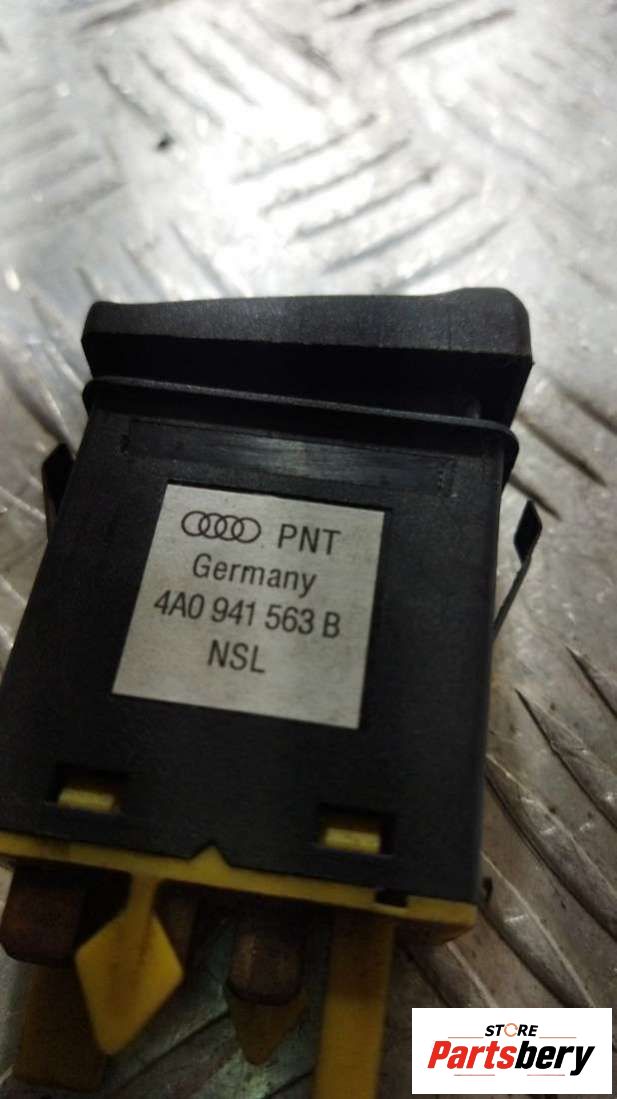 PNT
Germany
4A0 941 563 B
NSL
STORE
Partsbery